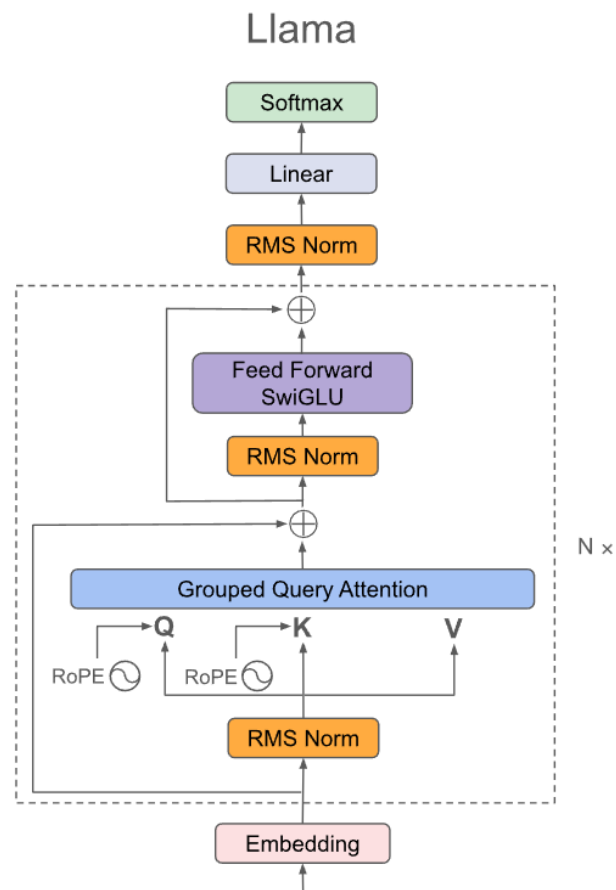 Llama
Softmax
Linear
RMS Norm
Feed Forward
SwiGLU
RMS Norm
N ×
Grouped Query Attention
Q
K
V
RoPE
RoPE
RMS Norm
Embedding